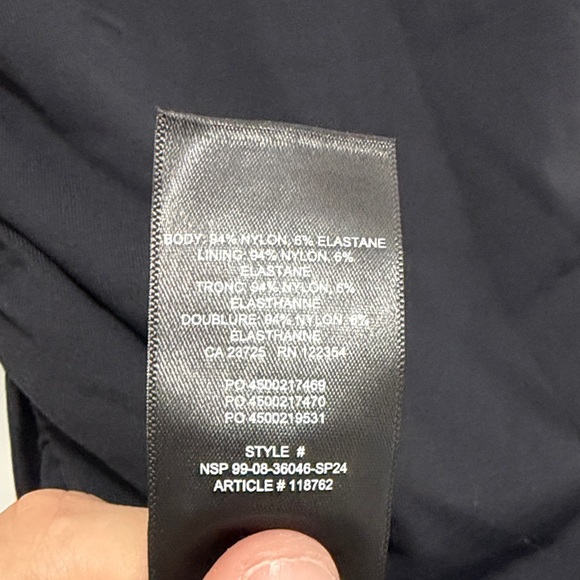 BODY: 94% NYLON, 6% ELASTANE
LINING: 94% NYLON, 6%
ELASTANE
TRONC: 94% NYLON, 6%
ELASTHANNE
DOUBLURE: 94% NYLON, 6%
ELASTHANNE
CA 23725 RN 122364
PO 4500217469
PO 4500217470
PO 4500219531
STYLE #
NSP 99-08-36046-SP24
ARTICLE # 118762